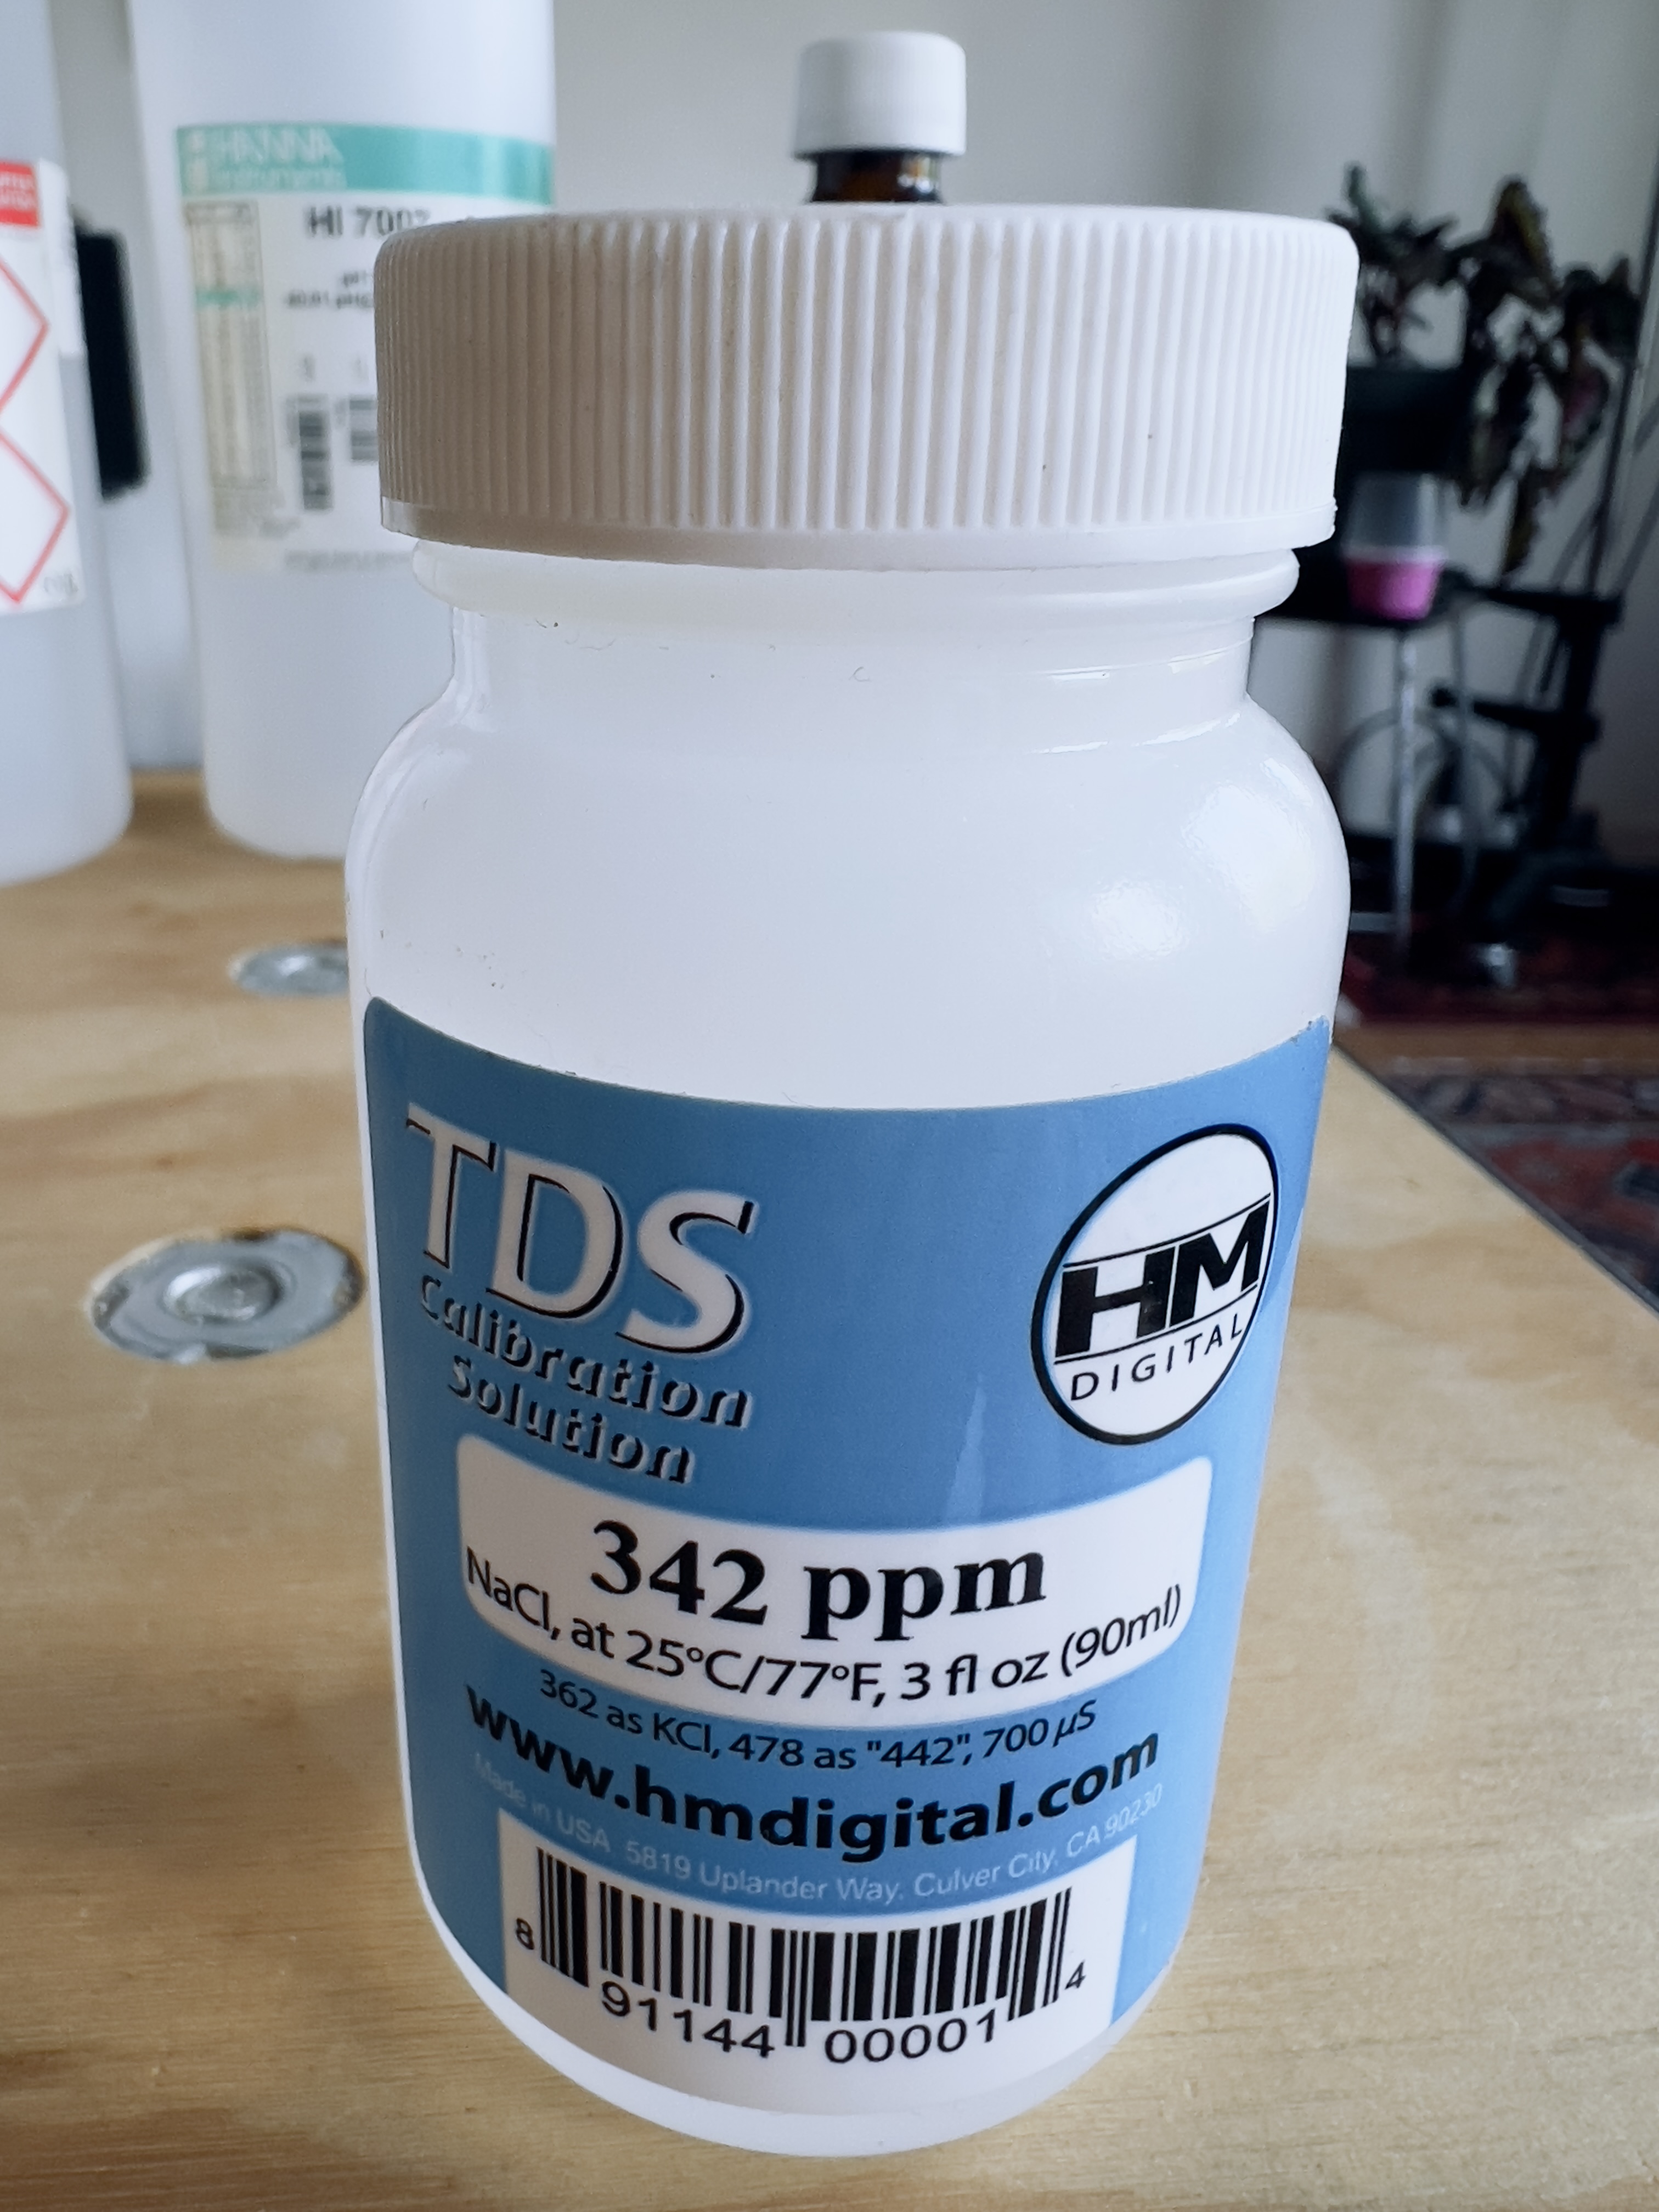 HANNA
instruments
HI 7007
TDS
Calibration
Solution
HM
DIGITAL
342 ppm
NaCl, at 25°C/77°F, 3 fl oz (90ml)
362 as KCl, 478 as "442", 700 µS
www.hmdigital.com
Made in USA 5819 Uplander Way, Culver City, CA 90230
8 91144 00001 4